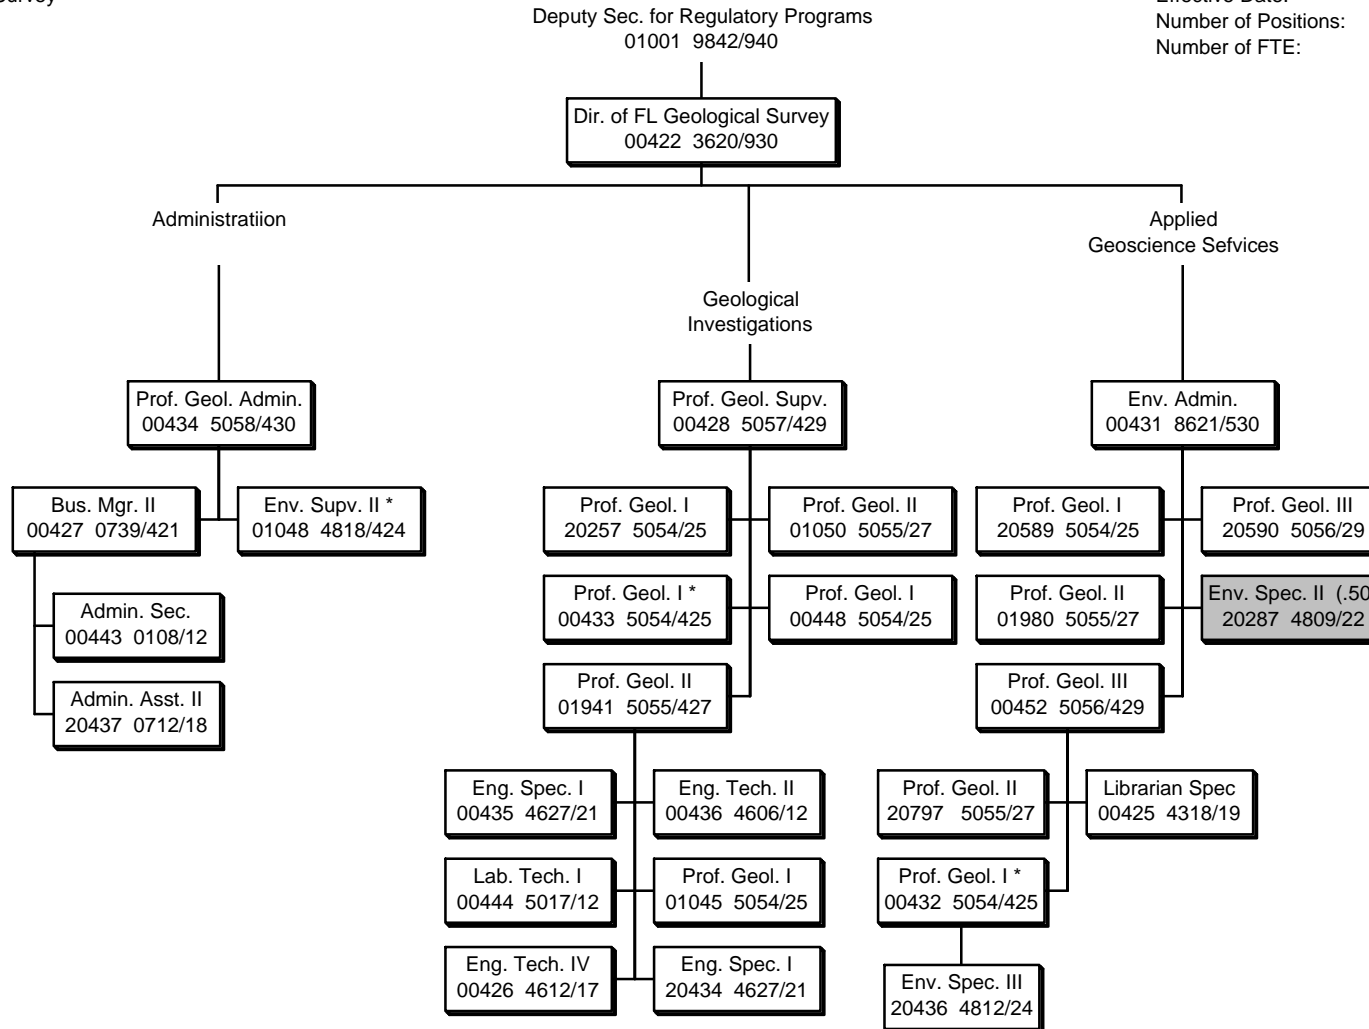 Survey
Deputy Sec. for Regulatory Programs
01001 9842/940
Effective Date:
Number of Positions:
Number of FTE:
Dir. of FL Geological Survey
00422 3620/930
Administratiion
Geological
Investigations
Applied
Geoscience Sefvices
Prof. Geol. Admin.
00434 5058/430
Prof. Geol. Supv.
00428 5057/429
Env. Admin.
00431 8621/530
Bus. Mgr. II
00427 0739/421
Env. Supv. II *
01048 4818/424
Admin. Sec.
00443 0108/12
Admin. Asst. II
20437 0712/18
Prof. Geol. I
20257 5054/25
Prof. Geol. II
01050 5055/27
Prof. Geol. I *
00433 5054/425
Prof. Geol. I
00448 5054/25
Prof. Geol. II
01941 5055/427
Eng. Spec. I
00435 4627/21
Eng. Tech. II
00436 4606/12
Lab. Tech. I
00444 5017/12
Prof. Geol. I
01045 5054/25
Eng. Tech. IV
00426 4612/17
Eng. Spec. I
20434 4627/21
Prof. Geol. I
20589 5054/25
Prof. Geol. III
20590 5056/29
Prof. Geol. II
01980 5055/27
Env. Spec. II (.50
20287 4809/22
Prof. Geol. III
00452 5056/429
Prof. Geol. II
20797 5055/27
Librarian Spec
00425 4318/19
Prof. Geol. I *
00432 5054/425
Env. Spec. III
20436 4812/24